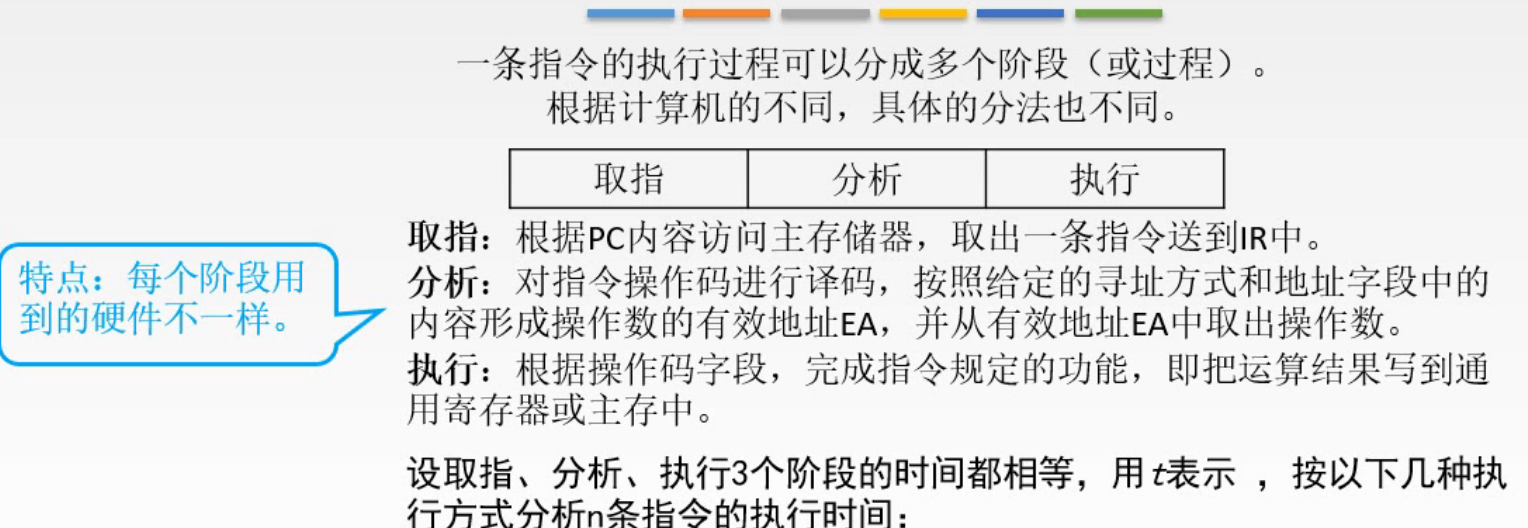 一条指令的执行过程可以分成多个阶段（或过程）。
根据计算机的不同，具体的分法也不同。
取指 分析 执行
取指：根据PC内容访问主存储器，取出一条指令送到IR中。
特点：每个阶段用
到的硬件不一样。
分析：对指令操作码进行译码，按照给定的寻址方式和地址字段中的
内容形成操作数的有效地址EA，并从有效地址EA中取出操作数。
执行：根据操作码字段，完成指令规定的功能，即把运算结果写到通
用寄存器或主存中。
设取指、分析、执行3个阶段的时间都相等，用t表示 ，按以下几种执
行方式分析n条指令的执行时间：